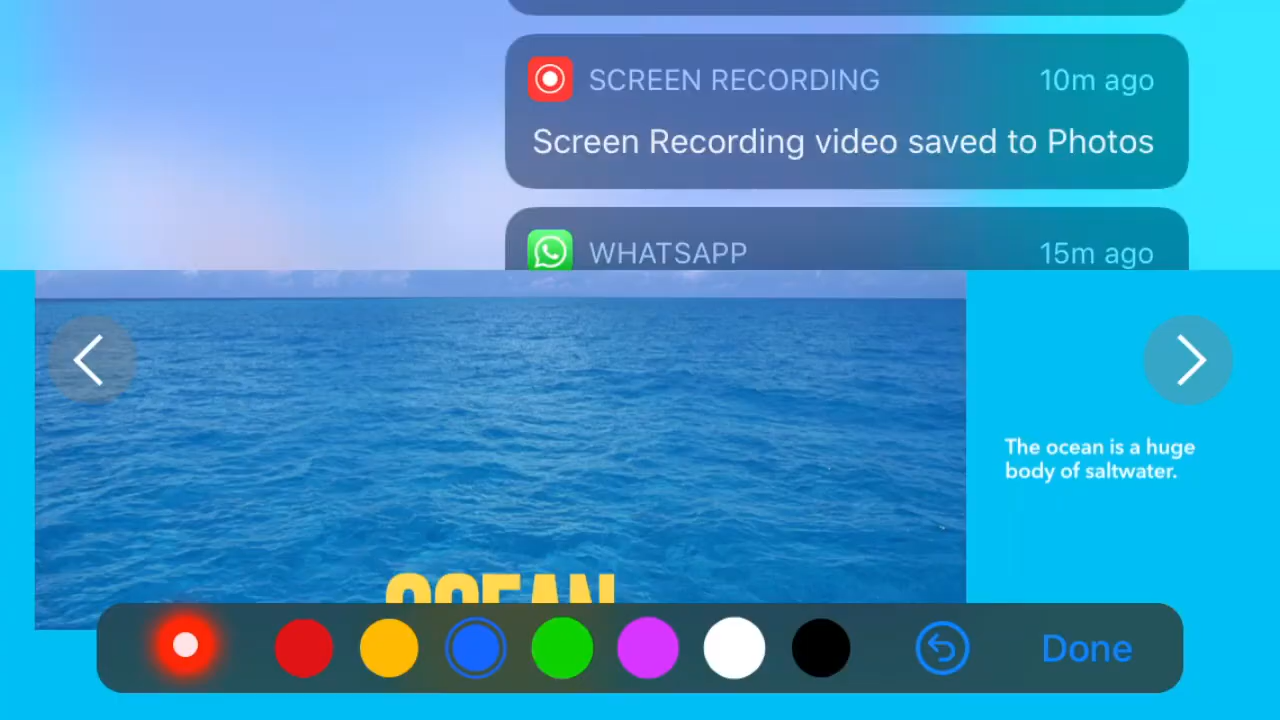 SCREEN RECORDING 10m ago
Screen Recording video saved to Photos
WHATSAPP 15m ago
The ocean is a huge
body of saltwater.
OCEAN
Done